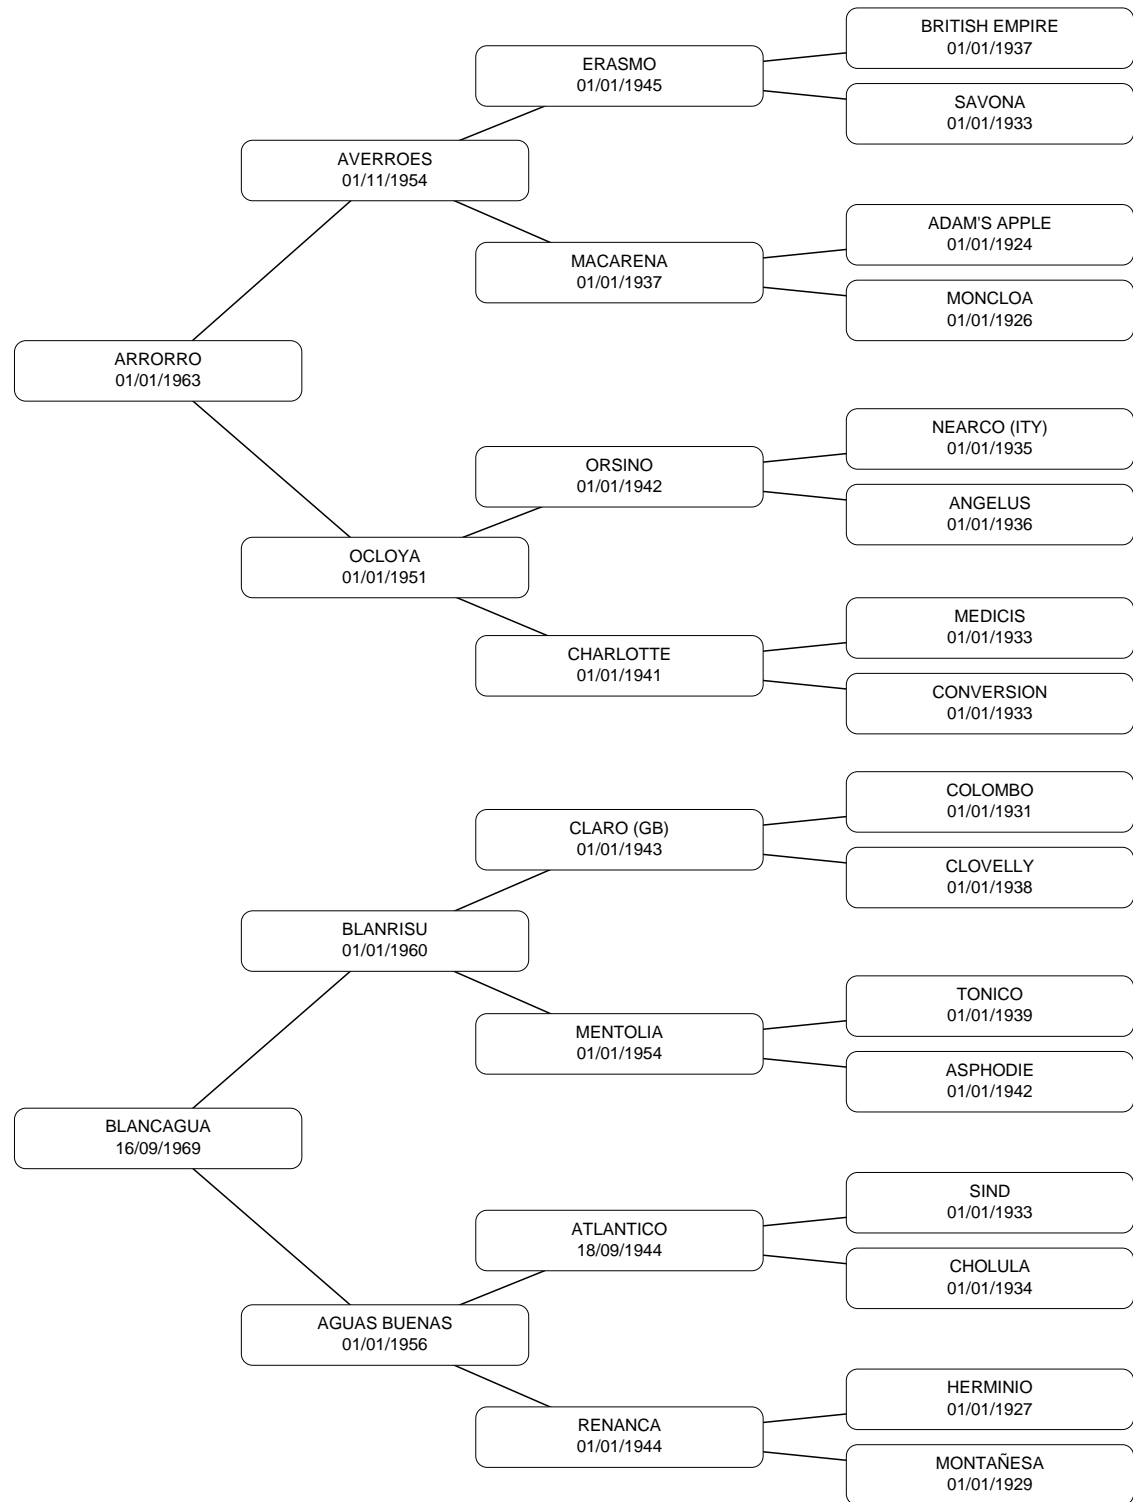 BRITISH EMPIRE
01/01/1937
ERASMO
01/01/1945
SAVONA
01/01/1933
AVERROES
01/11/1954
ADAM'S APPLE
01/01/1924
MACARENA
01/01/1937
MONCLOA
01/01/1926
ARRORRO
01/01/1963
NEARCO (ITY)
01/01/1935
ORSINO
01/01/1942
ANGELUS
01/01/1936
OCLOYA
01/01/1951
MEDICIS
01/01/1933
CHARLOTTE
01/01/1941
CONVERSION
01/01/1933
COLOMBO
01/01/1931
CLARO (GB)
01/01/1943
CLOVELLY
01/01/1938
BLANRISU
01/01/1960
TONICO
01/01/1939
MENTOLIA
01/01/1954
ASPHODIE
01/01/1942
BLANCAGUA
16/09/1969
SIND
01/01/1933
ATLANTICO
18/09/1944
CHOLULA
01/01/1934
AGUAS BUENAS
01/01/1956
HERMINIO
01/01/1927
RENANCA
01/01/1944
MONTAÑESA
01/01/1929